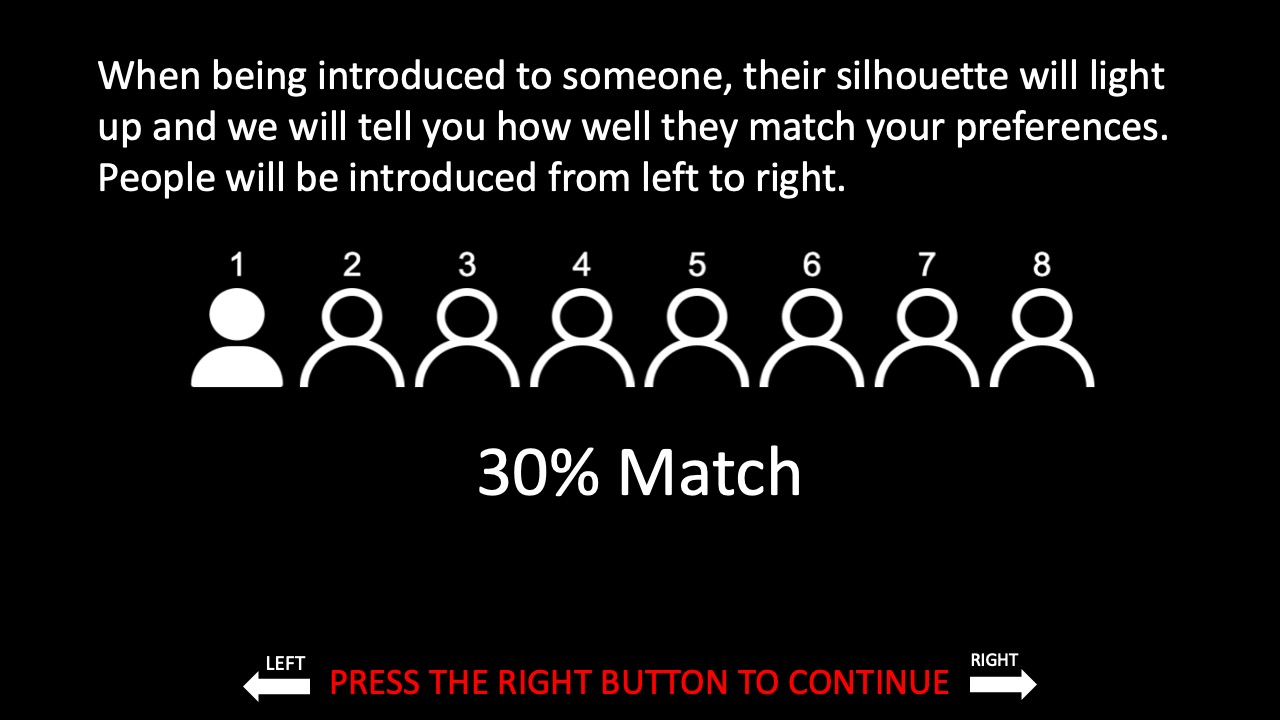 When being introduced to someone, their silhouette will light
up and we will tell you how well they match your preferences.
People will be introduced from left to right.
1 2 3 4 5 6 7 8
30% Match
LEFT
PRESS THE RIGHT BUTTON TO CONTINUE
RIGHT